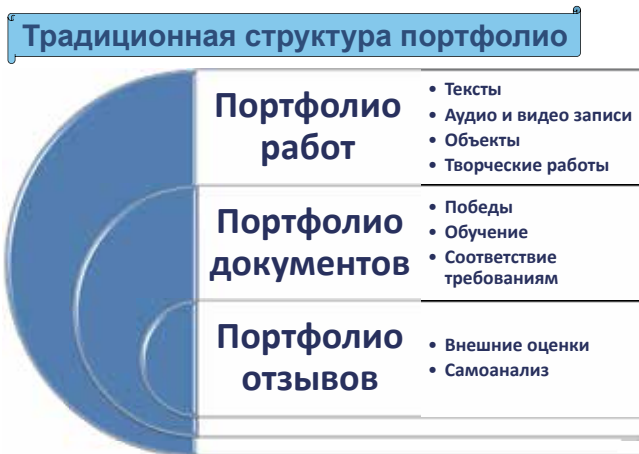 Традиционная структура портфолио
Портфолио
работ
• Тексты
• Аудио и видео записи
• Объекты
• Творческие работы
Портфолио
документов
• Победы
• Обучение
• Соответствие
требованиям
Портфолио
отзывов
• Внешние оценки
• Самоанализ